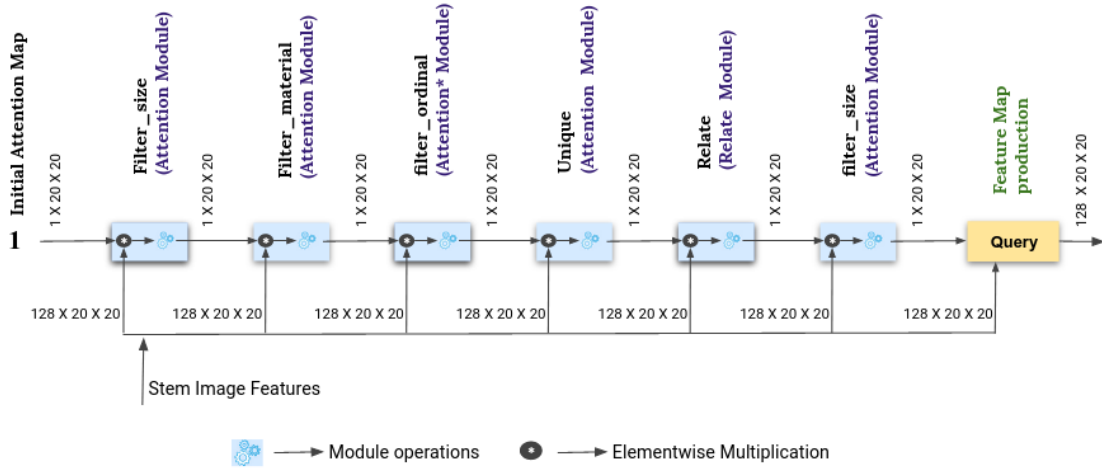 Initial Attention Map
1
1 X 20 X 20
Filter_size
(Attention Module)
1 X 20 X 20
Filter_material
(Attention Module)
1 X 20 X 20
filter_ordinal
(Attention* Module)
1 X 20 X 20
Unique
(Attention Module)
1 X 20 X 20
Relate
(Relate Module)
1 X 20 X 20
filter_size
(Attention Module)
1 X 20 X 20
Feature Map
production
Query
128 X 20 X 20
128 X 20 X 20
128 X 20 X 20
128 X 20 X 20
128 X 20 X 20
128 X 20 X 20
128 X 20 X 20
128 X 20 X 20
Stem Image Features
Module operations
Elementwise Multiplication